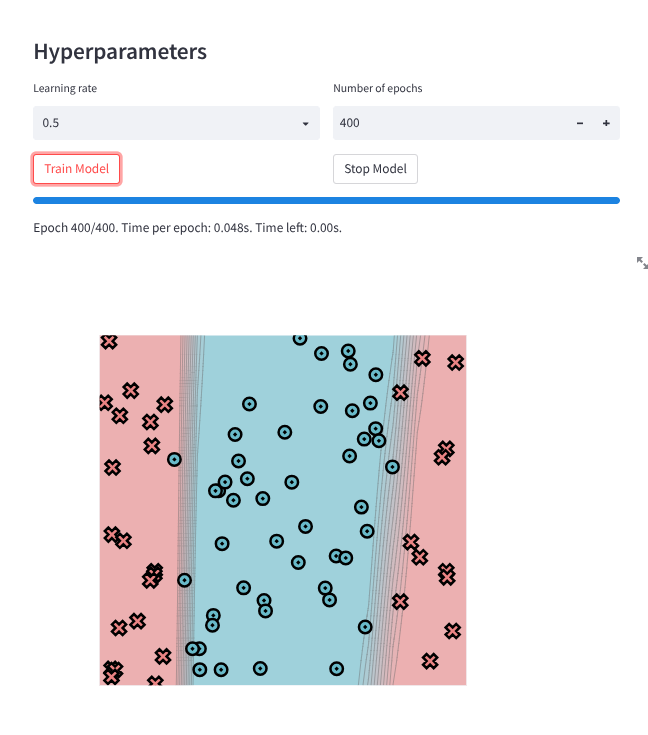 Hyperparameters
Learning rate
Number of epochs
0.5
400
Train Model
Stop Model
Epoch 400/400. Time per epoch: 0.048s. Time left: 0.00s.